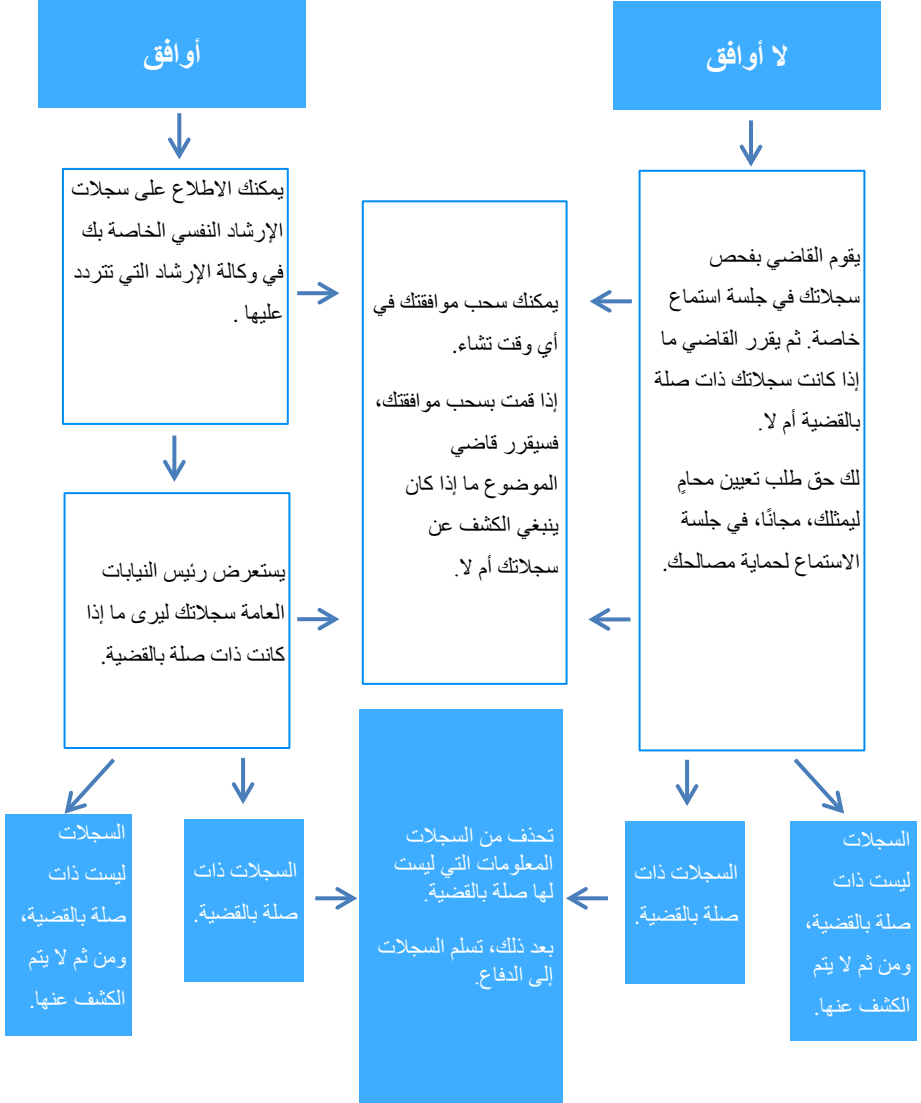 لا أوافق
أوافق
يقوم القاضي بفحص
سجلاتك في جلسة استماع
خاصة. ثم يقرر القاضي ما
إذا كانت سجلاتك ذات صلة
بالقضية أم لا.
لك حق طلب تعيين محامٍ
ليمثلك، مجانًا، في جلسة
الاستماع لحماية مصالحك.
يمكنك سحب موافقتك في
أي وقت تشاء.
إذا قمت بسحب موافقتك،
فسيقرر قاضي
الموضوع ما إذا كان
ينبغي الكشف عن
سجلاتك أم لا.
يمكنك الاطلاع على سجلات
الإرشاد النفسي الخاصة بك
في وكالة الإرشاد التي تتردد
عليها .
يستعرض رئيس النيابات
العامة سجلاتك ليرى ما إذا
كانت ذات صلة بالقضية.
السجلات
ليست ذات
صلة بالقضية،
ومن ثم لا يتم
الكشف عنها.
السجلات ذات
صلة بالقضية.
تحذف من السجلات
المعلومات التي ليست
لها صلة بالقضية.
بعد ذلك، تسلم السجلات
إلى الدفاع.
السجلات ذات
صلة بالقضية.
السجلات
ليست ذات
صلة بالقضية،
ومن ثم لا يتم
الكشف عنها.